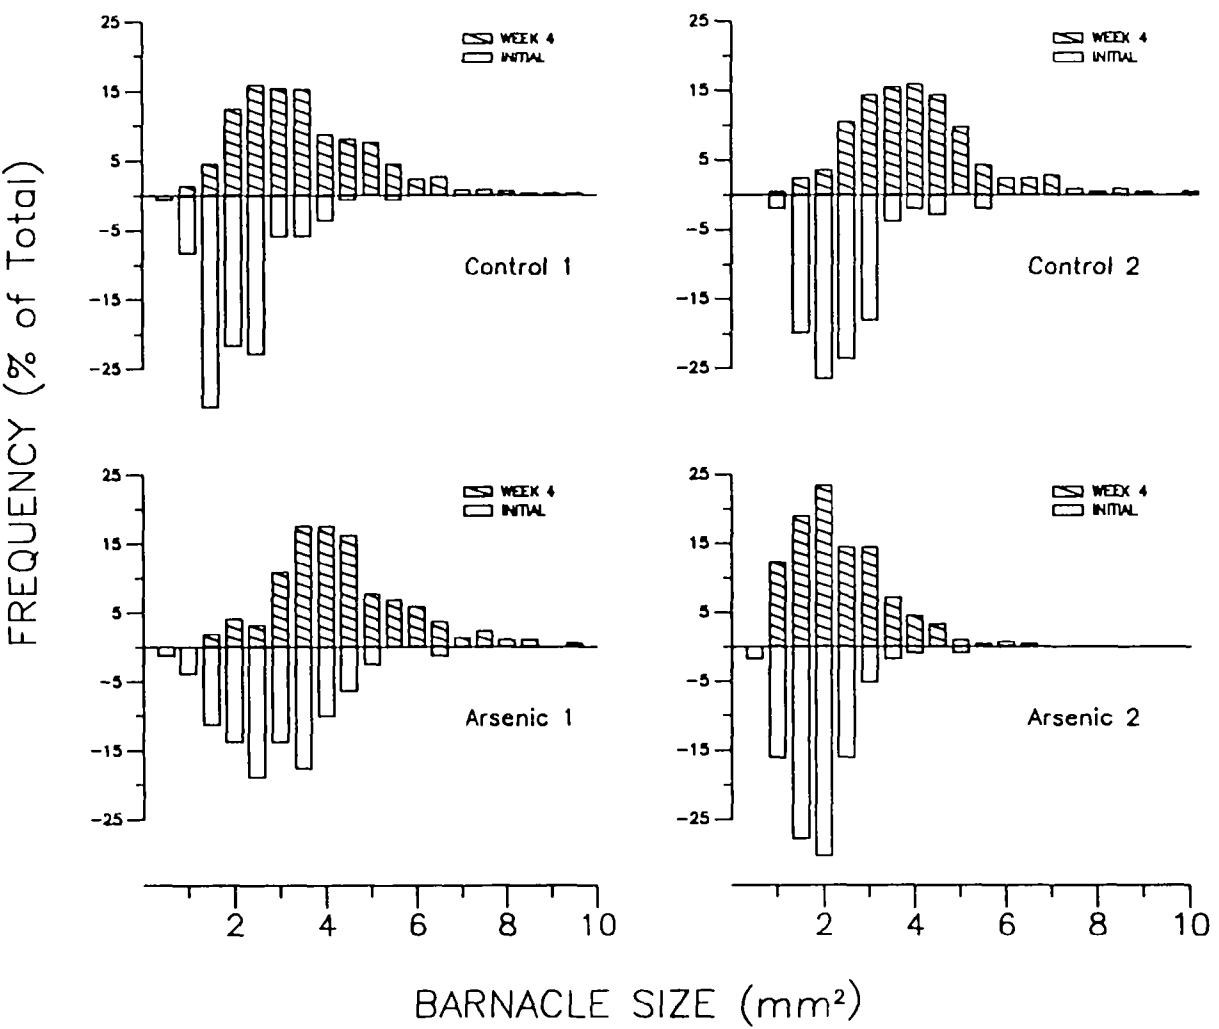 FREQUENCY (% of Total)
25
15
5
-5
-15
-25
WEEK 4
INITIAL
Control 1
25
15
5
-5
-15
-25
WEEK 4
INITIAL
Control 2
25
15
5
-5
-15
-25
WEEK 4
INITIAL
Arsenic 1
25
15
5
-5
-15
-25
WEEK 4
INITIAL
Arsenic 2
2 4 6 8 10
2 4 6 8 10
BARNACLE SIZE (mm²)